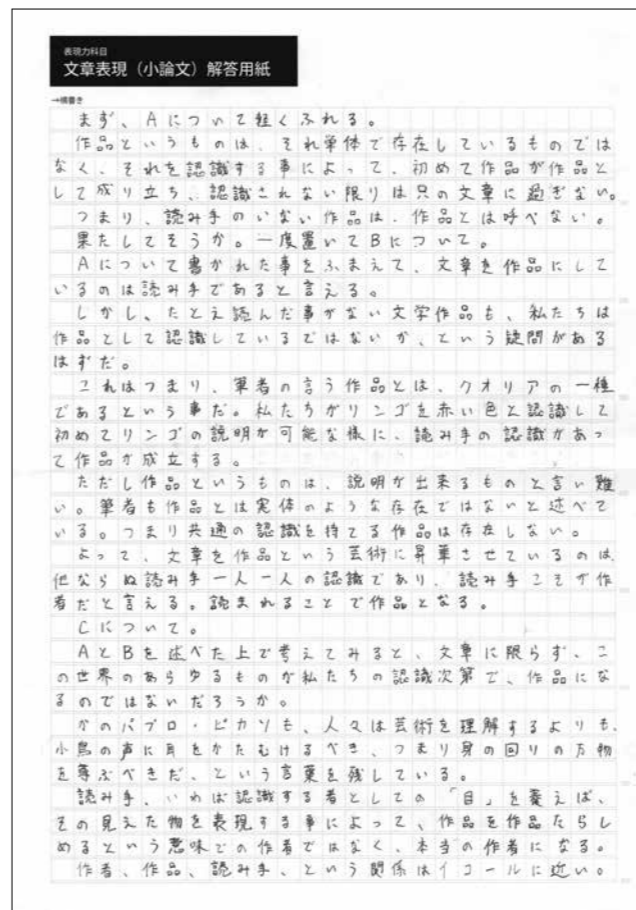 表現力科目
文章表現（小論文）解答用紙
→横書き
まず、Aについて軽くふれる。
作品というものは、それ単体で存在しているものでは
なく、それを認識する事によって、初めて作品が作品と
して成り立ち、認識されない限りは只の文章に過ぎない。
つまり、読み手のいない作品は、作品とは呼べない。
果たしてそうか。一度置いてBについて。
Aについて書かれた事をふまえて、文章を作品にして
いるのは読み手であると言える。
しかし、たとえ読んだ事がない文学作品も、私たちは
作品として認識しているではないか、という疑問がある
はずだ。
これはつまり、筆者の言う作品とは、クオリアの一種
であるという事だ。私たちがリンゴを赤い色と認識して
初めてリンゴの説明が可能な様に、読み手の認識があっ
て作品が成立する。
ただし作品というものは、説明が出来るものと言い難
い。筆者も作品とは実体のような存在ではないと述べて
いる。つまり共通の認識を持てる作品は存在しない。
よって、文章を作品という芸術に昇華させているのは、
他ならぬ読み手一人一人の認識であり、読み手こそが作
者だと言える。読まれることで作品となる。
Cについて。
AとBを述べた上で考えてみると、文章に限らず、こ
の世界のあらゆるものが私たちの認識次第で、作品にな
るのではないだろうか。
かのパブロ・ピカソも、人々は芸術を理解するよりも、
小鳥の声に耳をかたむけるべき、つまり身の回りの万物
を尊ぶべきだ、という言葉を残している。
読み手、いわば認識する者としての「目」を養えば、
その見えた物を表現する事によって、作品を作品たらし
めるという意味での作者ではなく、本当の作者になる。
作者、作品、読み手、という関係はイコールに近い。